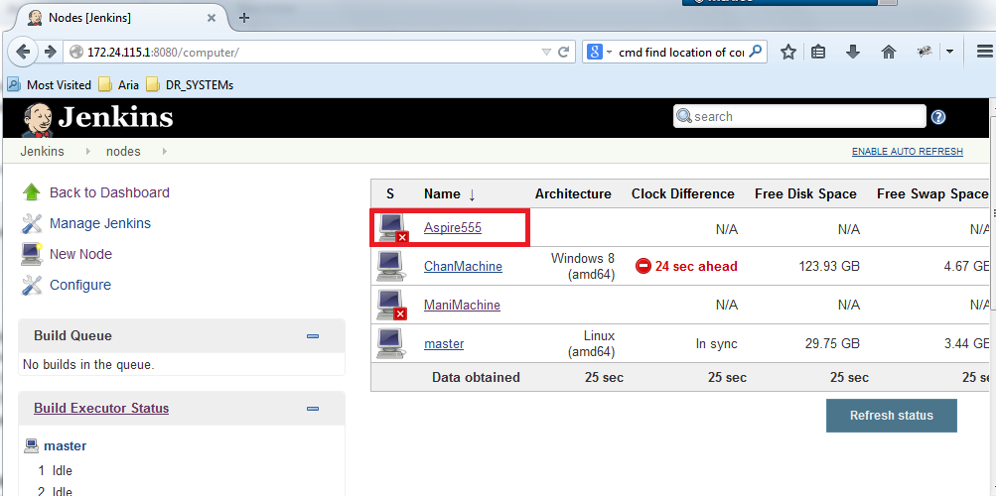 Nodes [Jenkins]
172.24.115.1:8080/computer/
cmd find location of cor
Most Visited Aria DR_SYSTEMs
Jenkins
search
Jenkins nodes
ENABLE AUTO REFRESH
Back to Dashboard
Manage Jenkins
New Node
Configure
Build Queue
No builds in the queue.
Build Executor Status
master
1 Idle
2 Idle
S Name ↓ Architecture Clock Difference Free Disk Space Free Swap Space
Aspire555 N/A N/A N/A
ChanMachine Windows 8 (amd64) 24 sec ahead 123.93 GB 4.67 GB
ManiMachine N/A N/A N/A
master Linux (amd64) In sync 29.75 GB 3.44 GB
Data obtained 25 sec 25 sec 25 sec 25 se
Refresh status